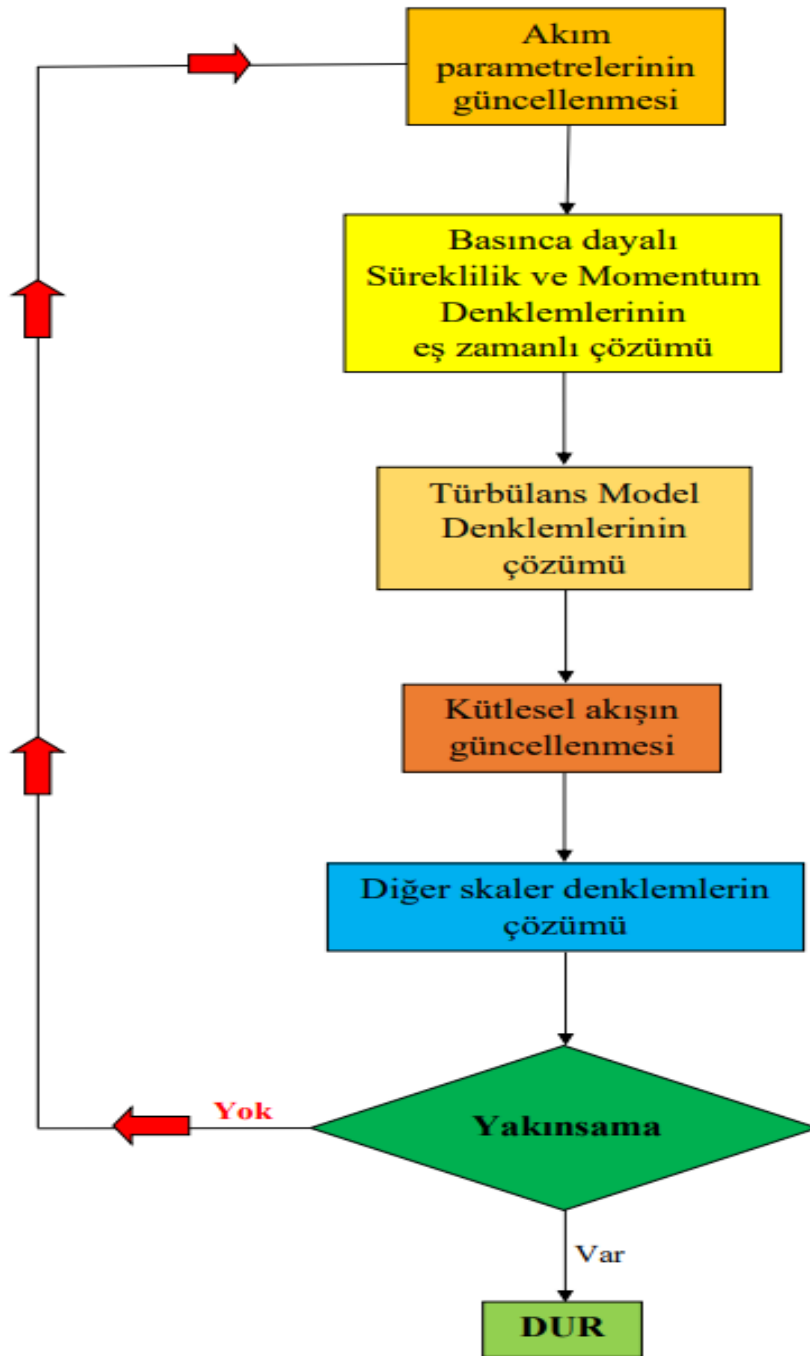 Akım
parametrelerinin
güncellenmesi
Basınca dayalı
Süreklilik ve Momentum
Denklemlerinin
eş zamanlı çözümü
Türbülans Model
Denklemlerinin
çözümü
Kütlesel akışın
güncellenmesi
Diğer skaler denklemlerin
çözümü
Yok
Yakınsama
Var
DUR